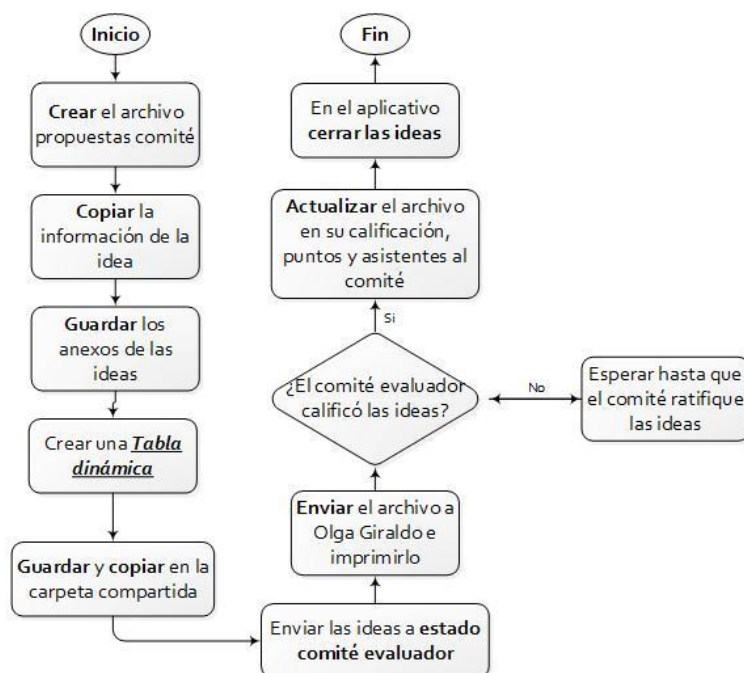 Inicio
Crear el archivo
propuestas comité
Copiar la
información de la
idea
Guardar los
anexos de las
ideas
Crear una Tabla
dinámica
Guardar y copiar en la
carpeta compartida
Enviar las ideas a estado
comité evaluador
Enviar el archivo a
Olga Giraldo e
imprimirlo
¿El comité evaluador
calificó las ideas?
No
Esperar hasta que
el comité ratifique
las ideas
Si
Actualizar el archivo
en su calificación,
puntos y asistentes al
comité
En el aplicativo
cerrar las ideas
Fin